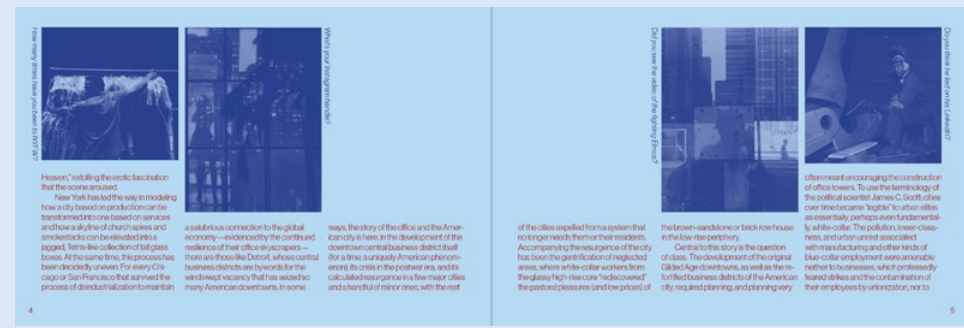 How many times have you been to NYFW?
Heaven," extolling the erotic fascination
that the scene aroused.
New York has led the way in modeling
how a city based on production can be
transformed into one based on services
and how a skyline of church spires and
smokestacks can be elevated into a
jagged, Tetris-like collection of tall glass
boxes. At the same time, this process has
been decidedly uneven. For every Chi-
cago or San Francisco that survived the
process of deindustrialization to maintain
What's your Instagram handle?
a salubrious connection to the global
economy—evidenced by the continued
resilience of their office skyscrapers—
there are those like Detroit, whose central
business districts are bywords for the
windswept vacancy that has seized so
many American downtowns. In some
ways, the story of the office and the Amer-
ican city is here, in the development of the
downtown central business district itself
(for a time, a uniquely American phenom-
enon), its crisis in the postwar era, and its
calculated resurgence in a few major cities
and a handful of minor ones, with the rest
4
of the cities expelled from a system that
no longer needs them or their residents.
Accompanying the resurgence of the city
has been the gentrification of neglected
areas, where white-collar workers from
the glassy high-rise core "rediscovered"
the pastoral pleasures (and low prices) of
Did you see the video of the fighting Elmos?
the brown-sandstone or brick row house
in the low-rise periphery.
Central to this story is the question
of class. The development of the original
Gilded Age downtowns, as well as the re-
fortified business districts of the American
city, required planning, and planning very
Do you think he lied on his LinkedIn?
often meant encouraging the construction
of office towers. To use the terminology of
the political scientist James C. Scott: cities
over time became "legible" to urban elites
as essentially, perhaps even fundamental-
ly, white-collar. The pollution, lower-class-
ness, and urban unrest associated
with manufacturing and other kinds of
blue-collar employment were amenable
neither to businesses, which professedly
feared strikes and the contamination of
their employees by unionization, nor to
5